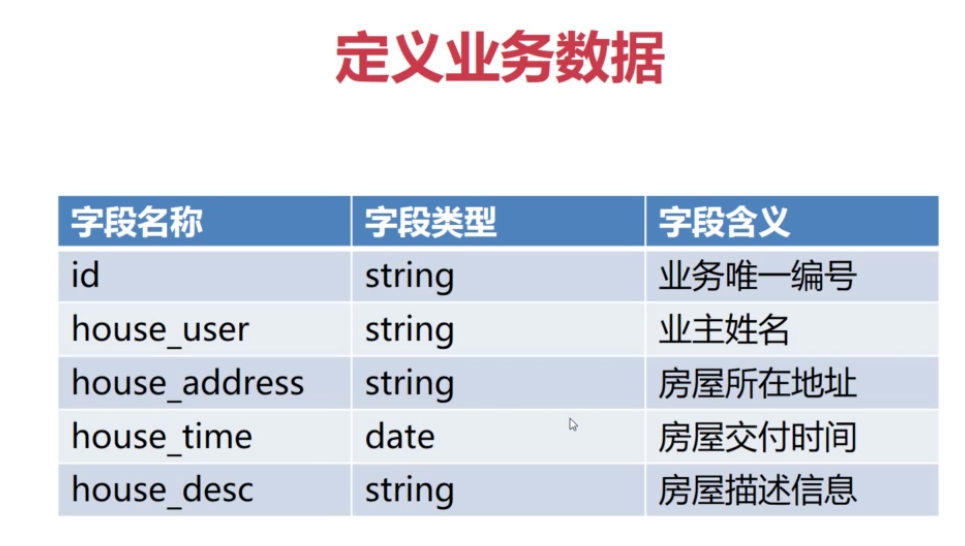 定义业务数据
字段名称 字段类型 字段含义
id string 业务唯一编号
house_user string 业主姓名
house_address string 房屋所在地址
house_time date 房屋交付时间
house_desc string 房屋描述信息